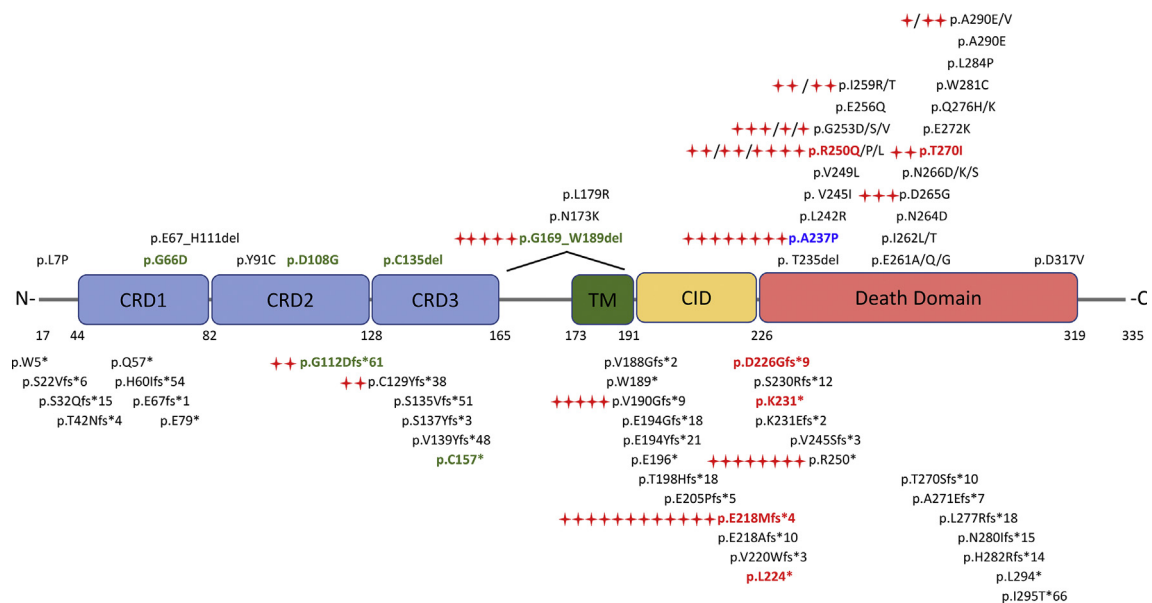 / p.A290E/V
p.A290E
p.L284P
/ p.I259R/T p.W281C
p.E256Q p.Q276H/K
/ / p.G253D/S/V p.E272K
/ / p.R250Q/P/L p.T270I
p.V249L p.N266D/K/S
p.L179R p. V245I p.D265G
p.N173K p.L242R p.N264D
p.E67_H111del p.G169_W189del p.A237P p.I262L/T
p.L7P p.G66D p.Y91C p.D108G p.C135del p. T235del p.E261A/Q/G p.D317V
N- CRD1 CRD2 CRD3 TM CID Death Domain -C
17 44 82 128 165 173 191 226 319 335
p.W5* p.Q57* p.G112Dfs*61 p.V188Gfs*2 p.D226Gfs*9
p.S22Vfs*6 p.H60Ifs*54 p.C129Yfs*38 p.W189* p.S230Rfs*12
p.S32Qfs*15 p.E67fs*1 p.S135Vfs*51 p.V190Gfs*9 p.K231*
p.T42Nfs*4 p.E79* p.S137Yfs*3 p.E194Gfs*18 p.K231Efs*2
p.V139Yfs*48 p.E194Yfs*21 p.V245Sfs*3
p.C157* p.E196* p.R250*
p.T198Hfs*18 p.T270Sfs*10
p.E205Pfs*5 p.A271Efs*7
p.E218Mfs*4 p.L277Rfs*18
p.E218Afs*10 p.N280Ifs*15
p.V220Wfs*3 p.H282Rfs*14
p.L224* p.L294*
p.I295T*66